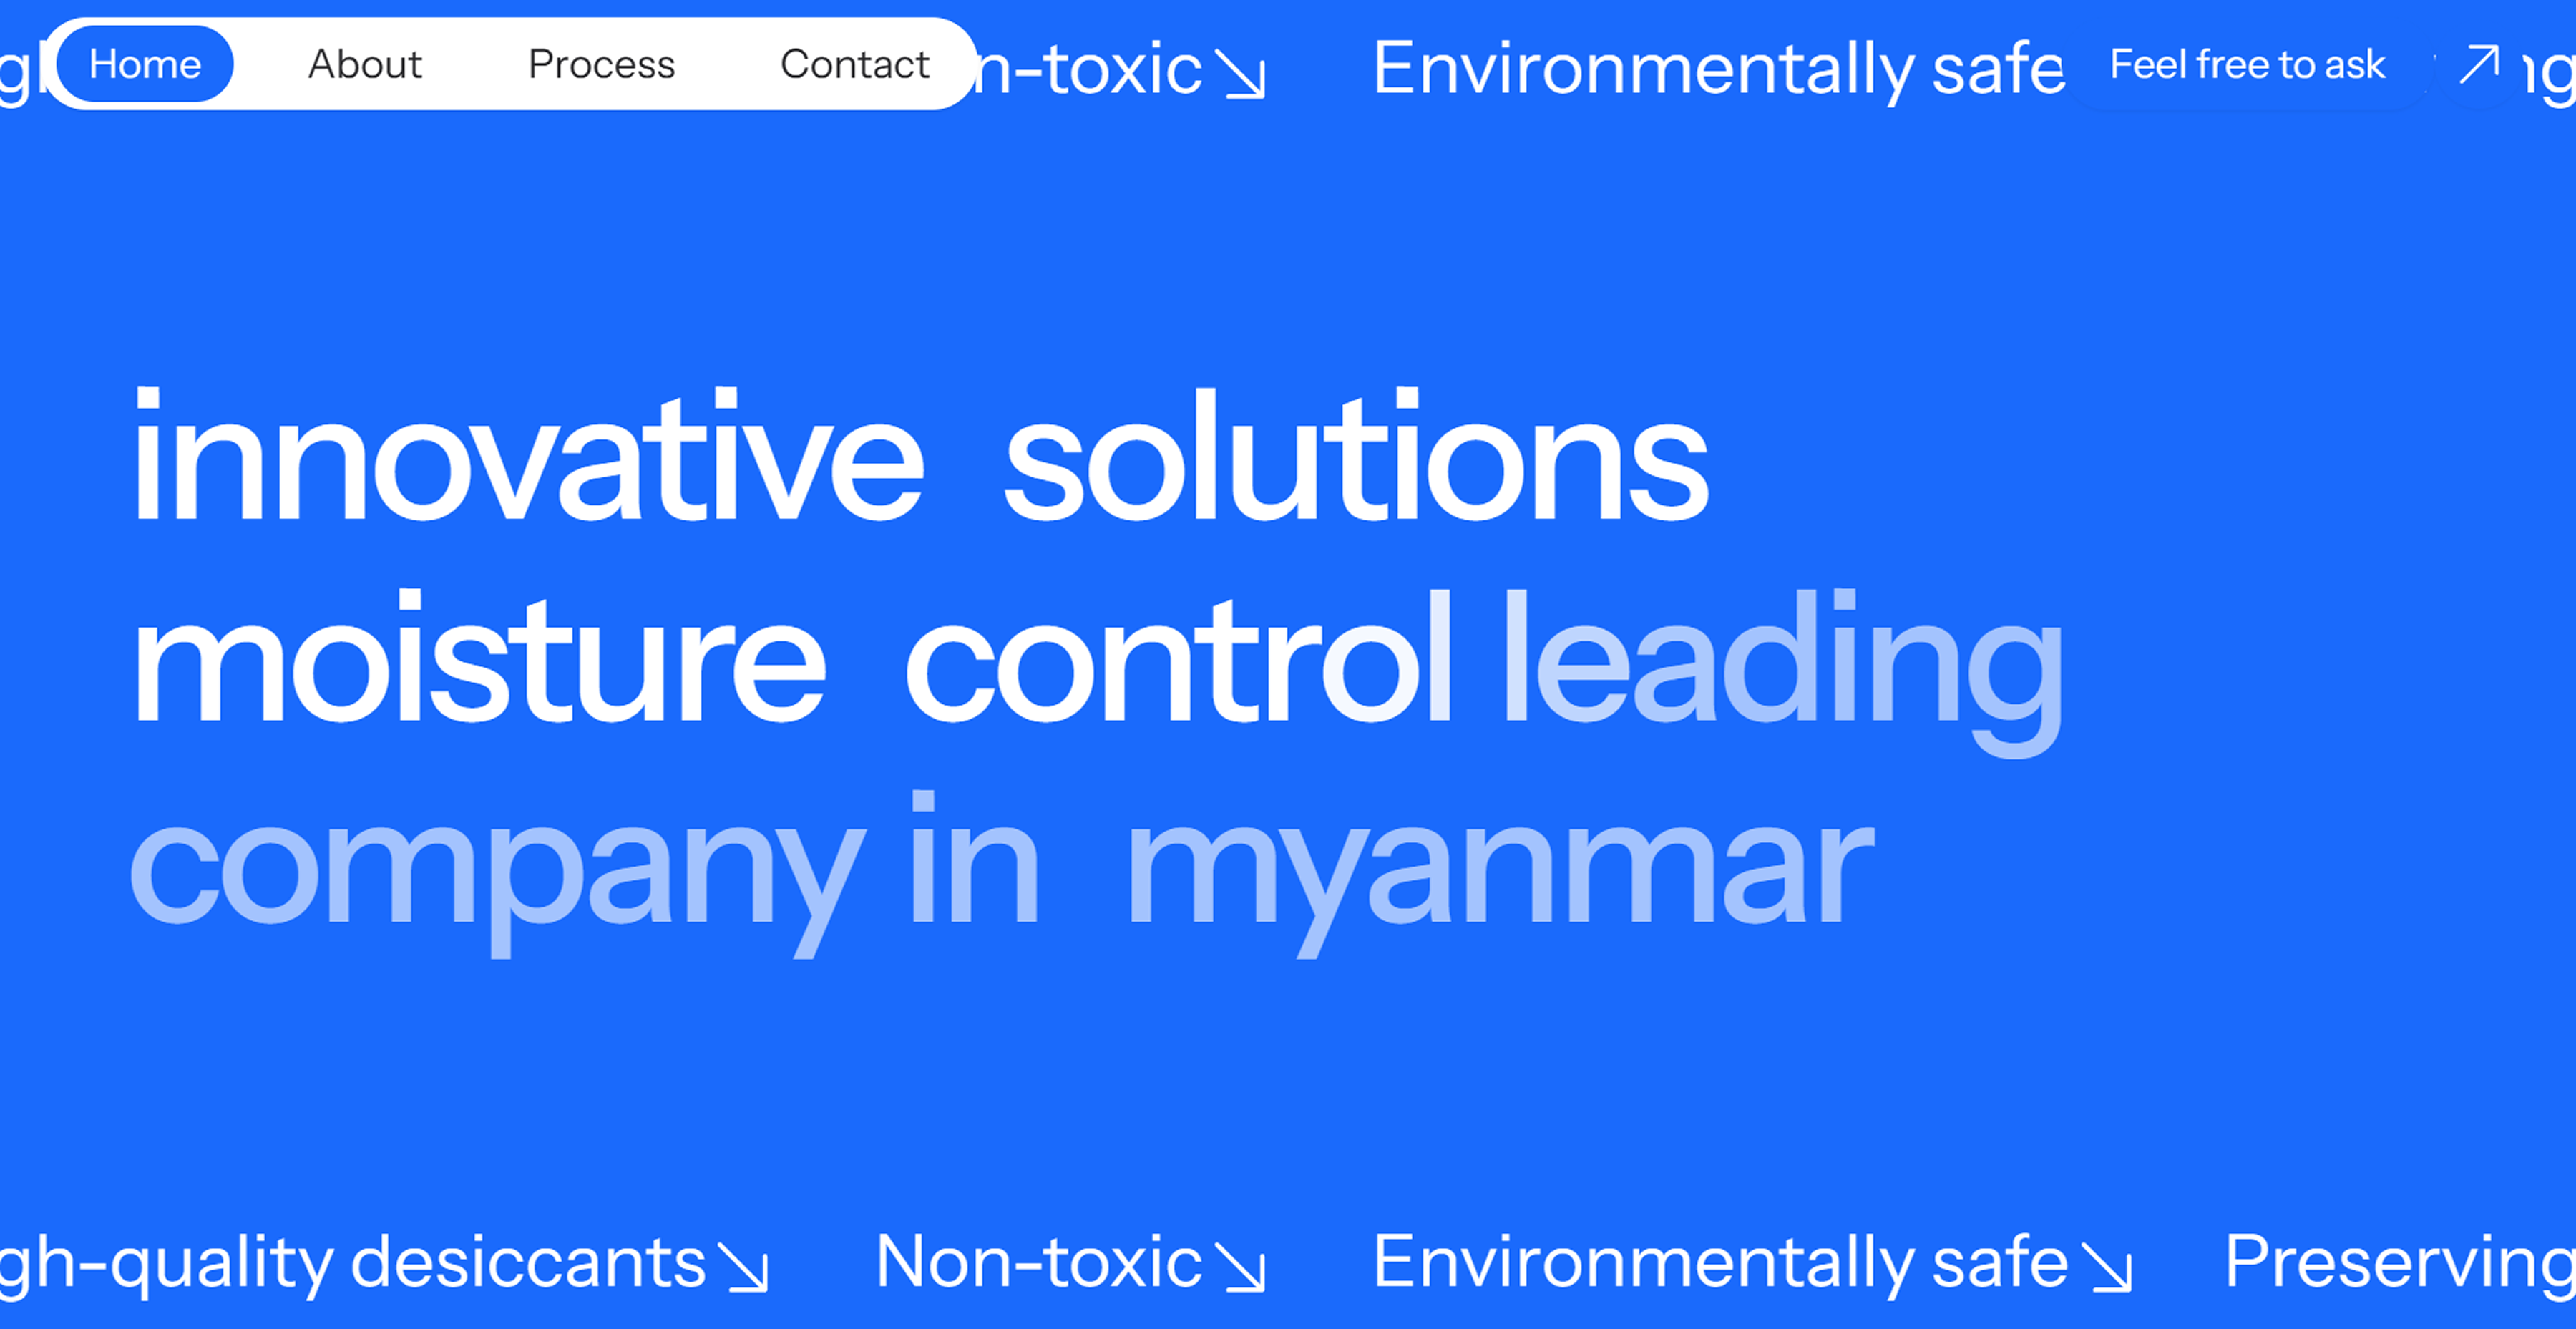 Home About Process Contact n-toxic Environmentally safe Feel free to ask
innovative solutions
moisture control leading
company in myanmar
gh-quality desiccants Non-toxic Environmentally safe Preserving